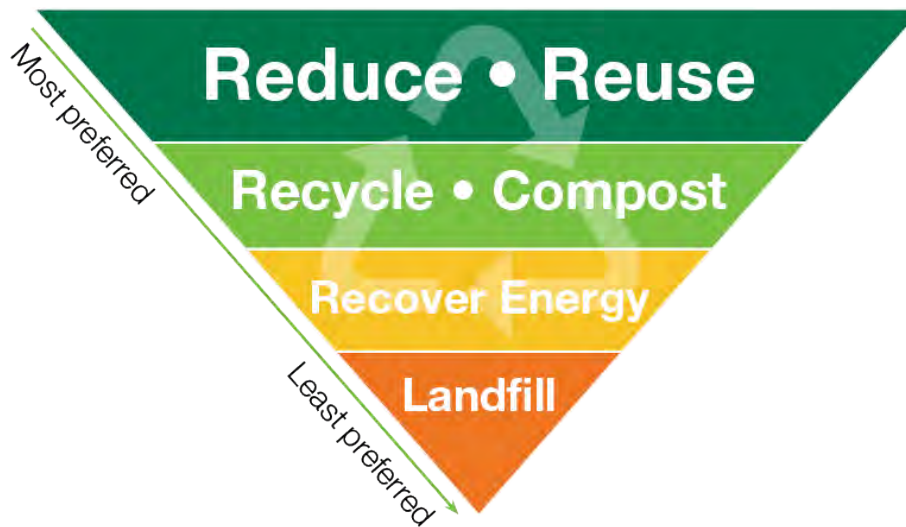 Reduce • Reuse
Recycle • Compost
Recover Energy
Landfill
Most preferred
Least preferred